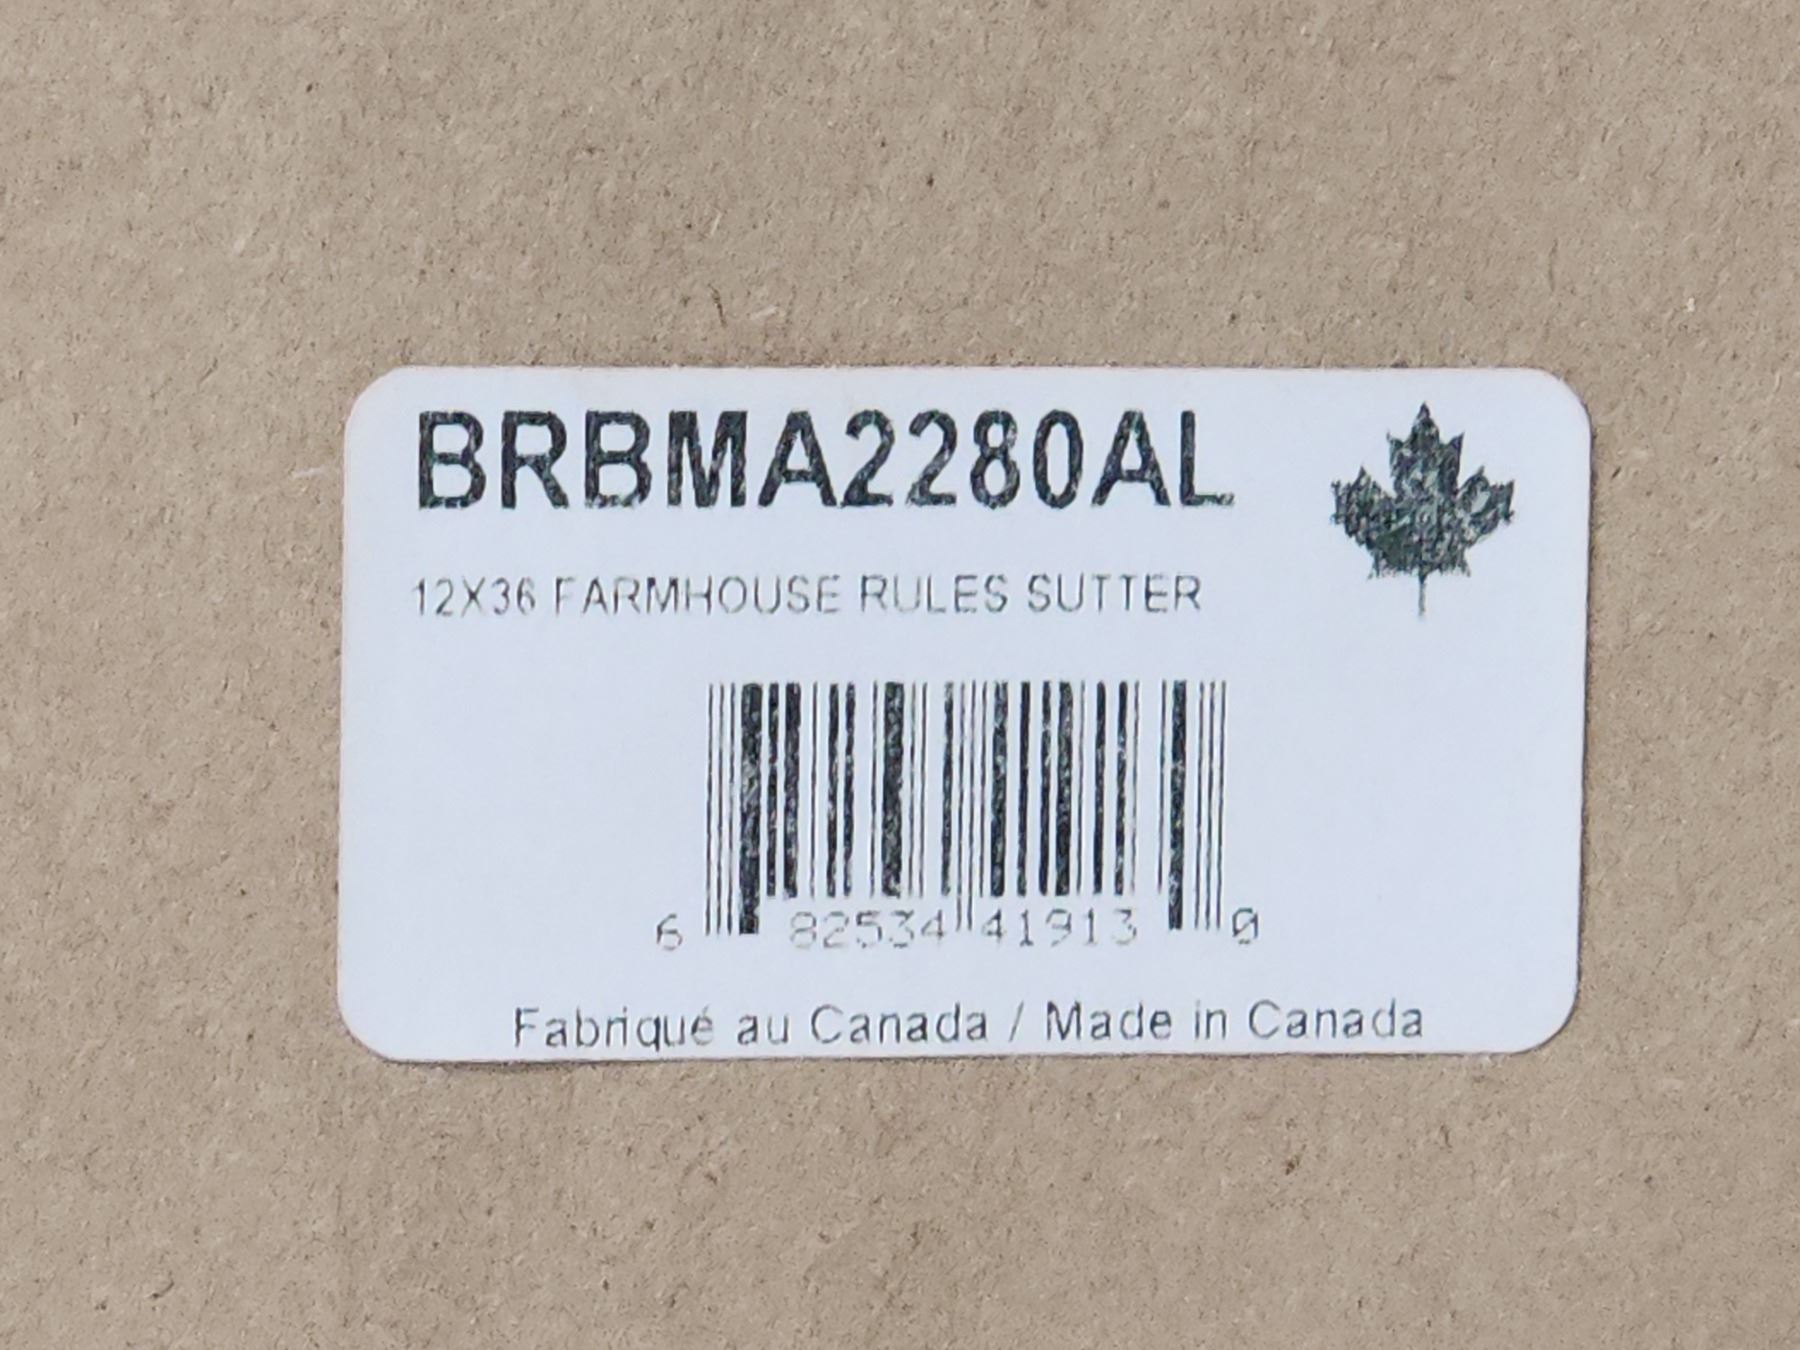 BRBMA2280AL
12X36 FARMHOUSE RULES SUTTER
6 82534 41913 0
Fabriqué au Canada / Made in Canada